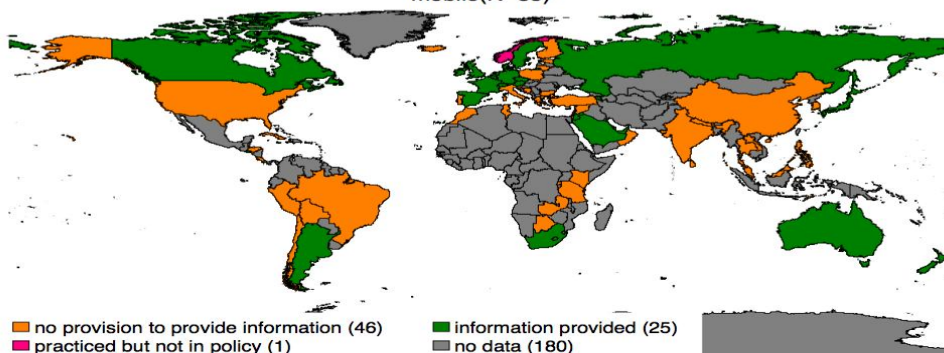 no provision to provide information (46)
information provided (25)
practiced but not in policy (1)
no data (180)